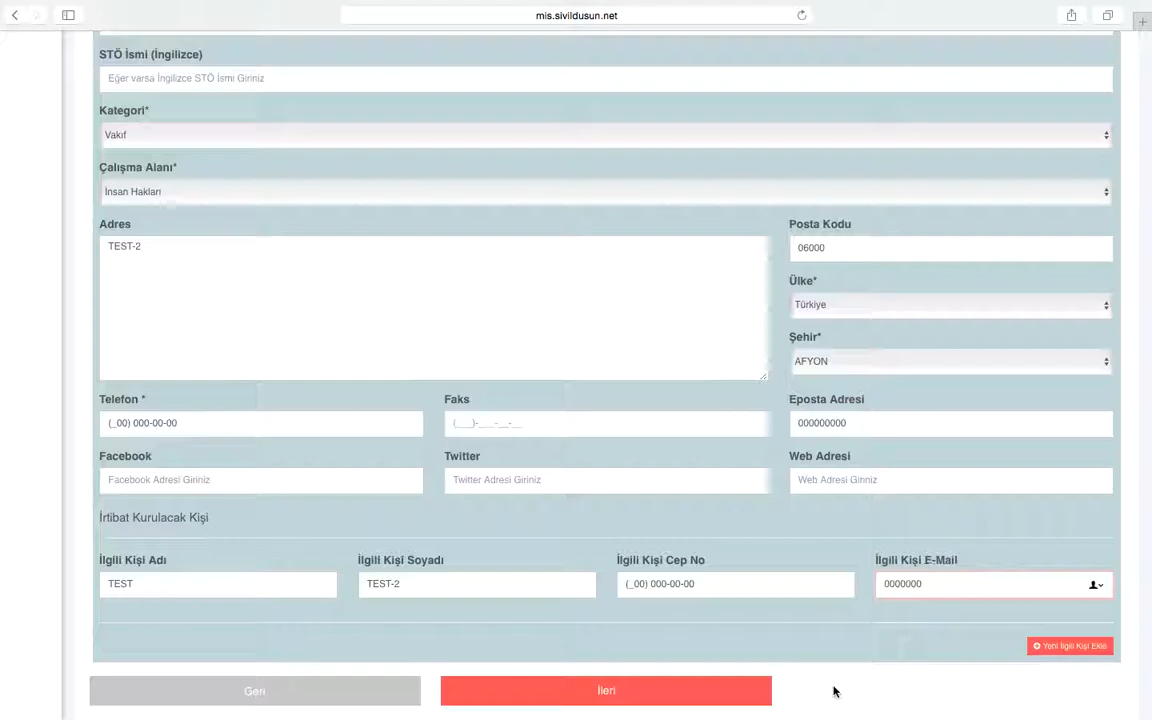 mis.sivildusun.net
STÖ İsmi (İngilizce)
Eğer varsa İngilizce STÖ İsmi Giriniz
Kategori*
Vakıf
Çalışma Alanı*
İnsan Hakları
Adres
Posta Kodu
TEST-2
06000
Ülke*
Türkiye
Şehir*
AFYON
Telefon *
Faks
Eposta Adresi
(_00) 000-00-00
(___)-___-__-__
000000000
Facebook
Twitter
Web Adresi
Facebook Adresi Giriniz
Twitter Adresi Giriniz
Web Adresi Giriniz
İrtibat Kurulacak Kişi
İlgili Kişi Adı
İlgili Kişi Soyadı
İlgili Kişi Cep No
İlgili Kişi E-Mail
TEST
TEST-2
(_00) 000-00-00
0000000
Yeni İlgili Kişi Ekle
Geri
İleri